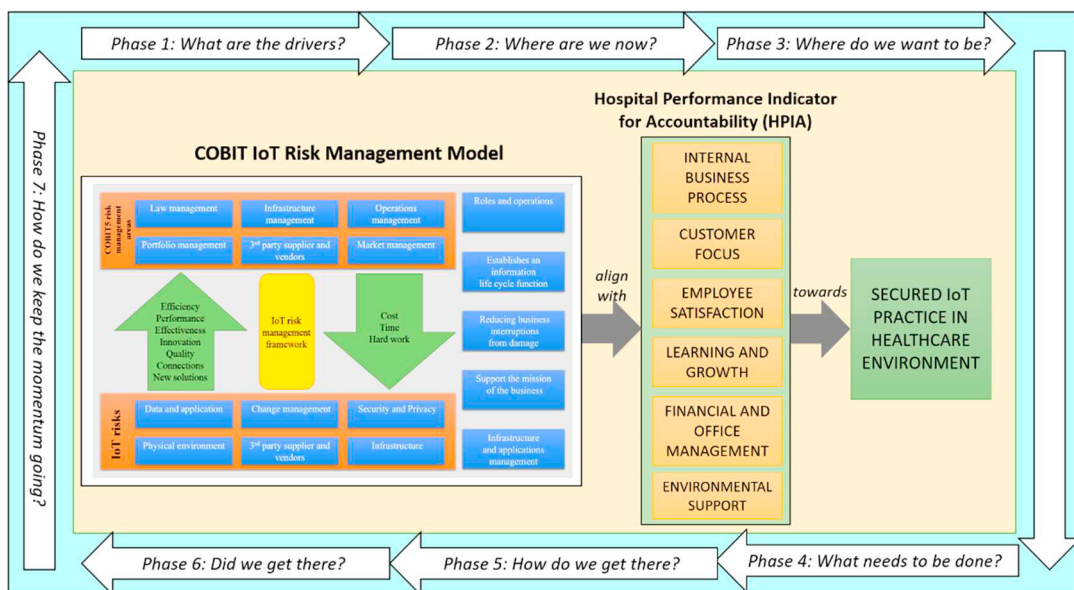 Phase 1: What are the drivers?
Phase 2: Where are we now?
Phase 3: Where do we want to be?
Hospital Performance Indicator
for Accountability (HPIA)
COBIT IoT Risk Management Model
COBIT5 risk
management
areas
Law management
Infrastructure
management
Operations
management
Portfolio management
3rd party supplier and
vendors
Market management
Efficiency
Performance
Effectiveness
Innovation
Quality
Connections
New solutions
IoT risk
management
framework
Cost
Time
Hard work
IoT risks
Data and application
Change management
Security and Privacy
Physical environment
3rd party supplier and
vendors
Infrastructure
Roles and operations
Establishes an
information
life cycle function
Reducing business
interruptions
from damage
Support the mission
of the business
Infrastructure
and applications
management
align
with
INTERNAL
BUSINESS
PROCESS
CUSTOMER
FOCUS
EMPLOYEE
SATISFACTION
LEARNING AND
GROWTH
FINANCIAL AND
OFFICE
MANAGEMENT
ENVIRONMENTAL
SUPPORT
towards
SECURED IoT
PRACTICE IN
HEALTHCARE
ENVIRONMENT
Phase 4: What needs to be done?
Phase 5: How do we get there?
Phase 6: Did we get there?
Phase 7: How do we keep the momentum going?